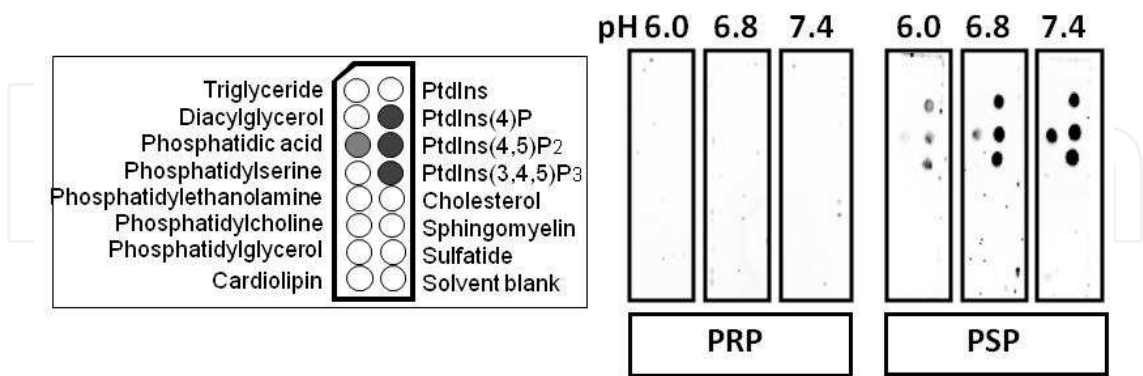 pH 6.0 6.8 7.4 6.0 6.8 7.4
Triglyceride PtdIns
Diacylglycerol PtdIns(4)P
Phosphatidic acid PtdIns(4,5)P2
Phosphatidylserine PtdIns(3,4,5)P3
Phosphatidylethanolamine Cholesterol
Phosphatidylcholine Sphingomyelin
Phosphatidylglycerol Sulfatide
Cardiolipin Solvent blank
PRP PSP